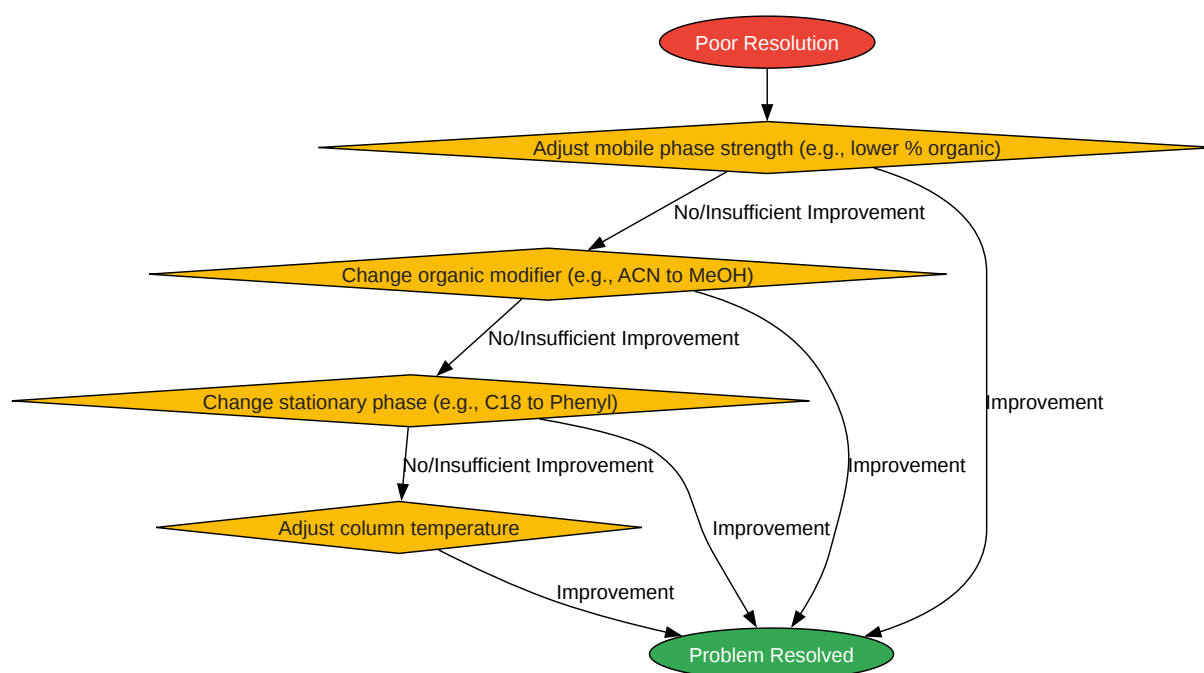 Poor Resolution
Adjust mobile phase strength (e.g., lower % organic)
No/Insufficient Improvement
Change organic modifier (e.g., ACN to MeOH)
No/Insufficient Improvement
Change stationary phase (e.g., C18 to Phenyl)
Improvement
No/Insufficient Improvement
Improvement
Adjust column temperature
Improvement
Improvement
Problem Resolved